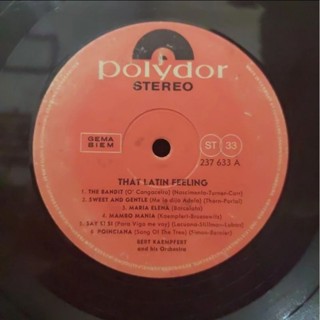 polydor
STEREO
GEMA
BIEM
ST 33
237 633 A
THAT LATIN FEELING
1. THE BANDIT (O' Cangaceiro) (Nascimento-Turner-Curt)
2. SWEET AND GENTLE (Me lo dijo Adela) (Thorn-Portal)
3. MARIA ELENA (Barcelata)
4. MAMBO MANIA (Kaempfert-Braunwells)
5. SAY SI SI (Para Vigo me voy) (Lecuona-Stillman-Luban)
6. POINCIANA (Song Of The Tree) (Simon-Bernier)
BERT KAEMPFERT
and his Orchestra